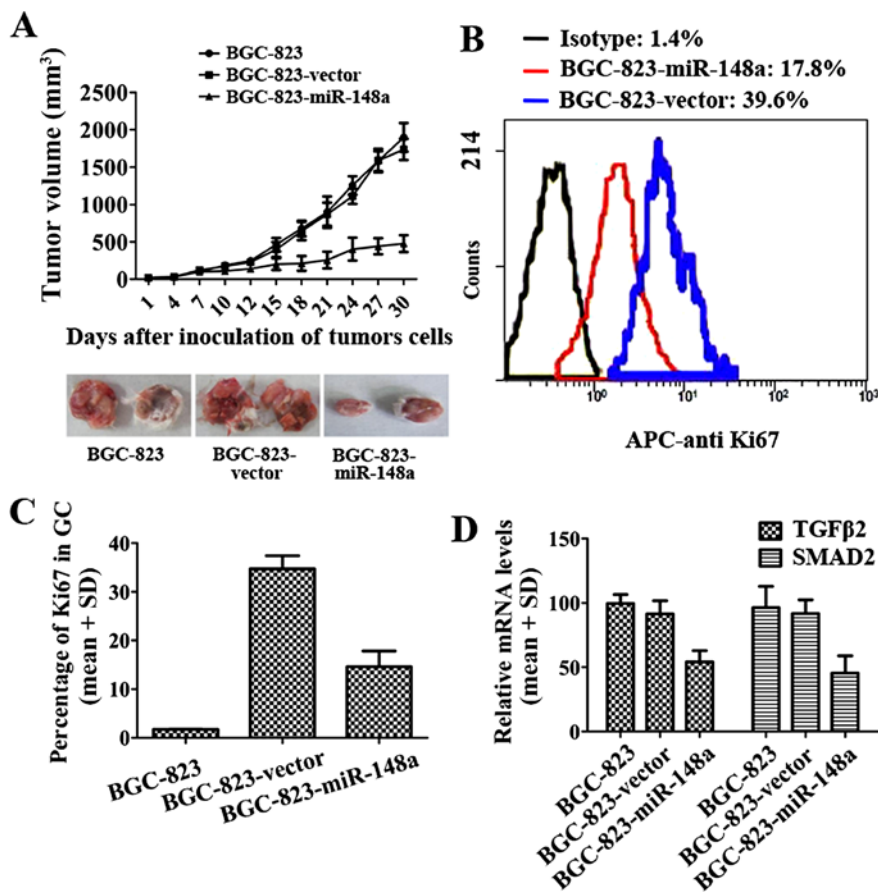 A
BGC-823
BGC-823-vector
BGC-823-miR-148a
Tumor volume (mm³)
2500
2000
1500
1000
500
0
1 4 7 10 12 15 18 21 24 27 30
Days after inoculation of tumors cells
BGC-823
BGC-823-
vector
BGC-823-
miR-148a
B
Isotype: 1.4%
BGC-823-miR-148a: 17.8%
BGC-823-vector: 39.6%
214
Counts
10⁰ 10¹ 10² 10³
APC-anti Ki67
C
Percentage of Ki67 in GC
(mean + SD)
40
30
20
10
0
BGC-823
BGC-823-vector
BGC-823-miR-148a
D
TGFβ2
SMAD2
Relative mRNA levels
(mean + SD)
150
100
50
0
BGC-823
BGC-823-vector
BGC-823-miR-148a
BGC-823
BGC-823-vector
BGC-823-miR-148a